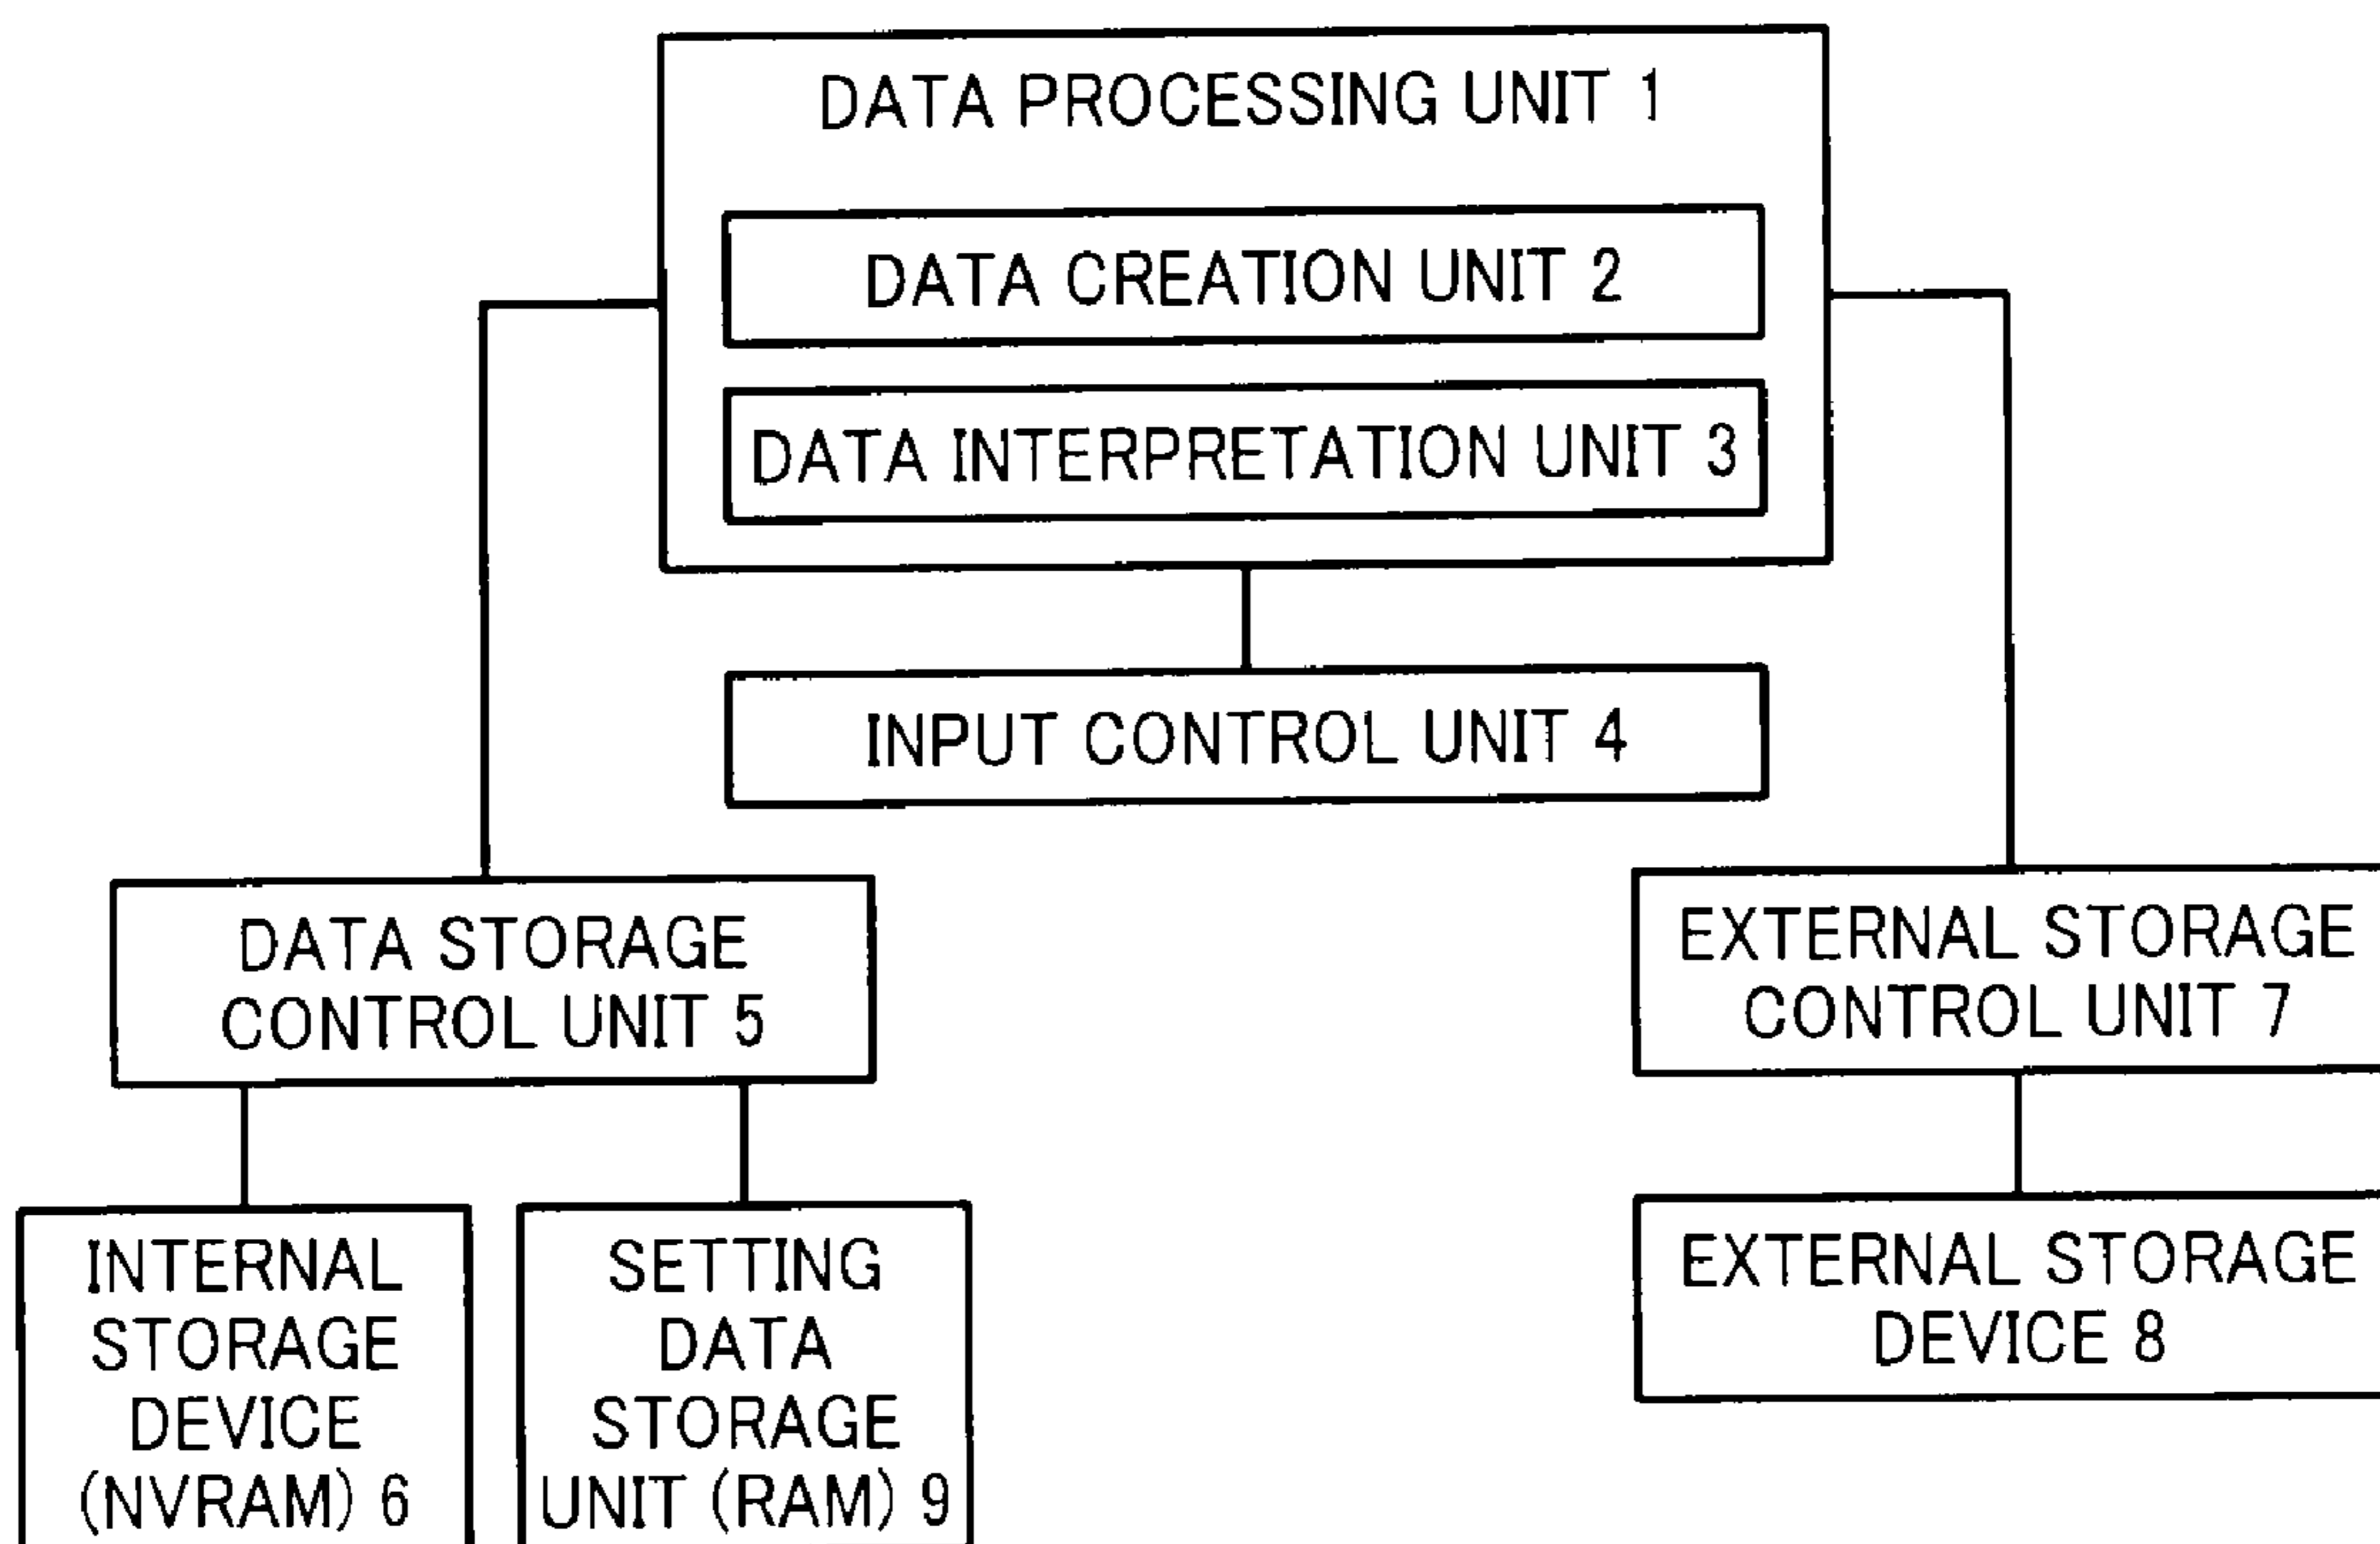 DATA PROCESSING UNIT 1
DATA CREATION UNIT 2
DATA INTERPRETATION UNIT 3
INPUT CONTROL UNIT 4
DATA STORAGE
CONTROL UNIT 5
EXTERNAL STORAGE
CONTROL UNIT 7
INTERNAL
STORAGE
DEVICE
(NVRAM) 6
SETTING
DATA
STORAGE
UNIT (RAM) 9
EXTERNAL STORAGE
DEVICE 8